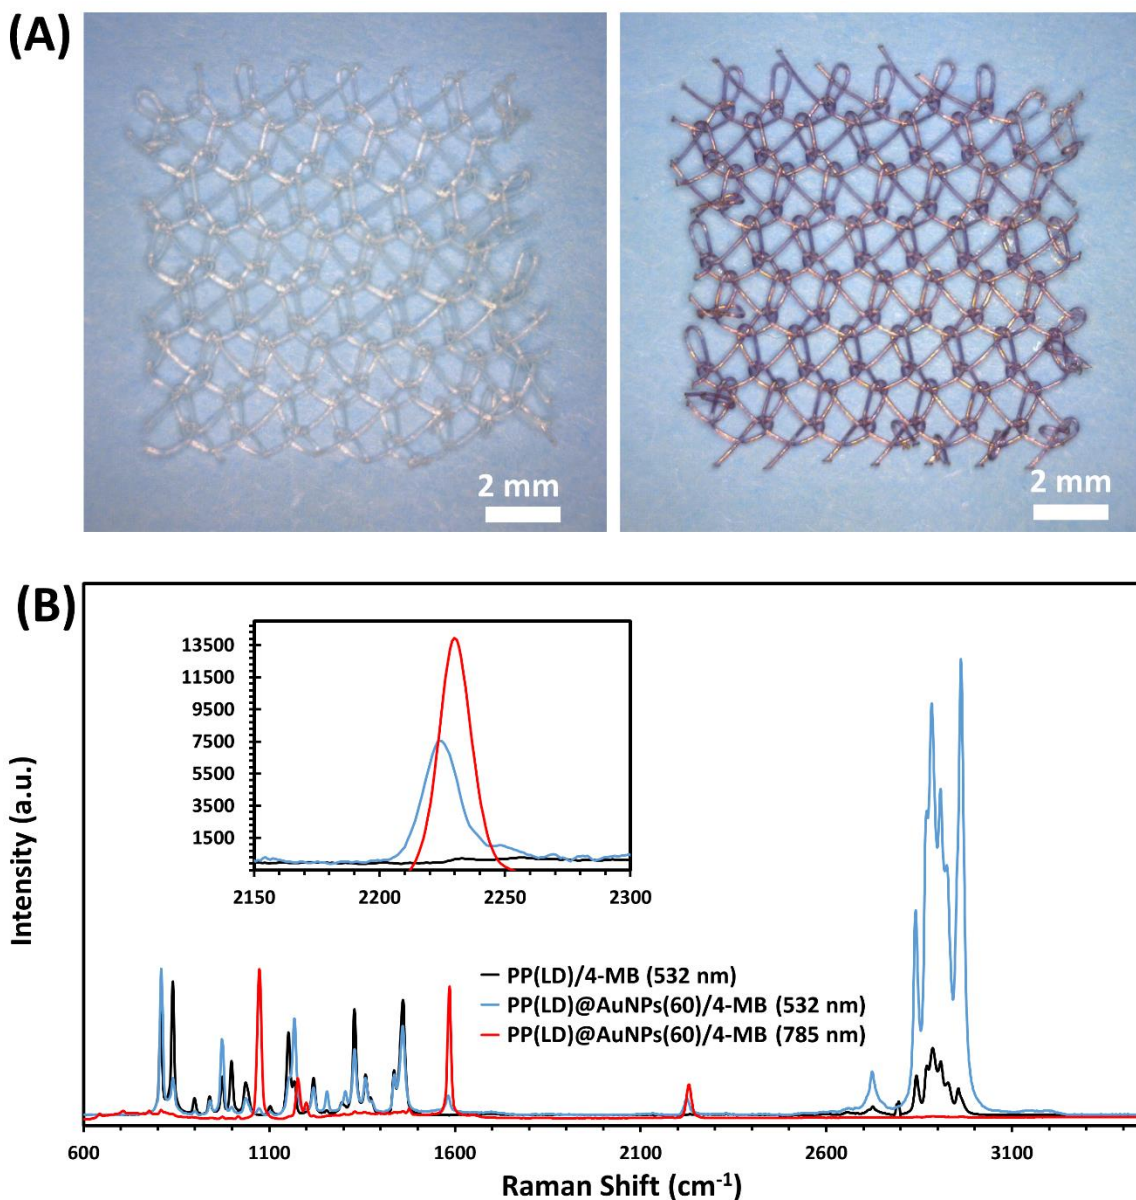 (A)
2 mm
2 mm
(B)
13500
11500
9500
7500
5500
3500
1500
2150 2200 2250 2300
Intensity (a.u.)
PP(LD)/4-MB (532 nm)
PP(LD)@AuNPs(60)/4-MB (532 nm)
PP(LD)@AuNPs(60)/4-MB (785 nm)
600 1100 1600 2100 2600 3100
Raman Shift (cm⁻¹)